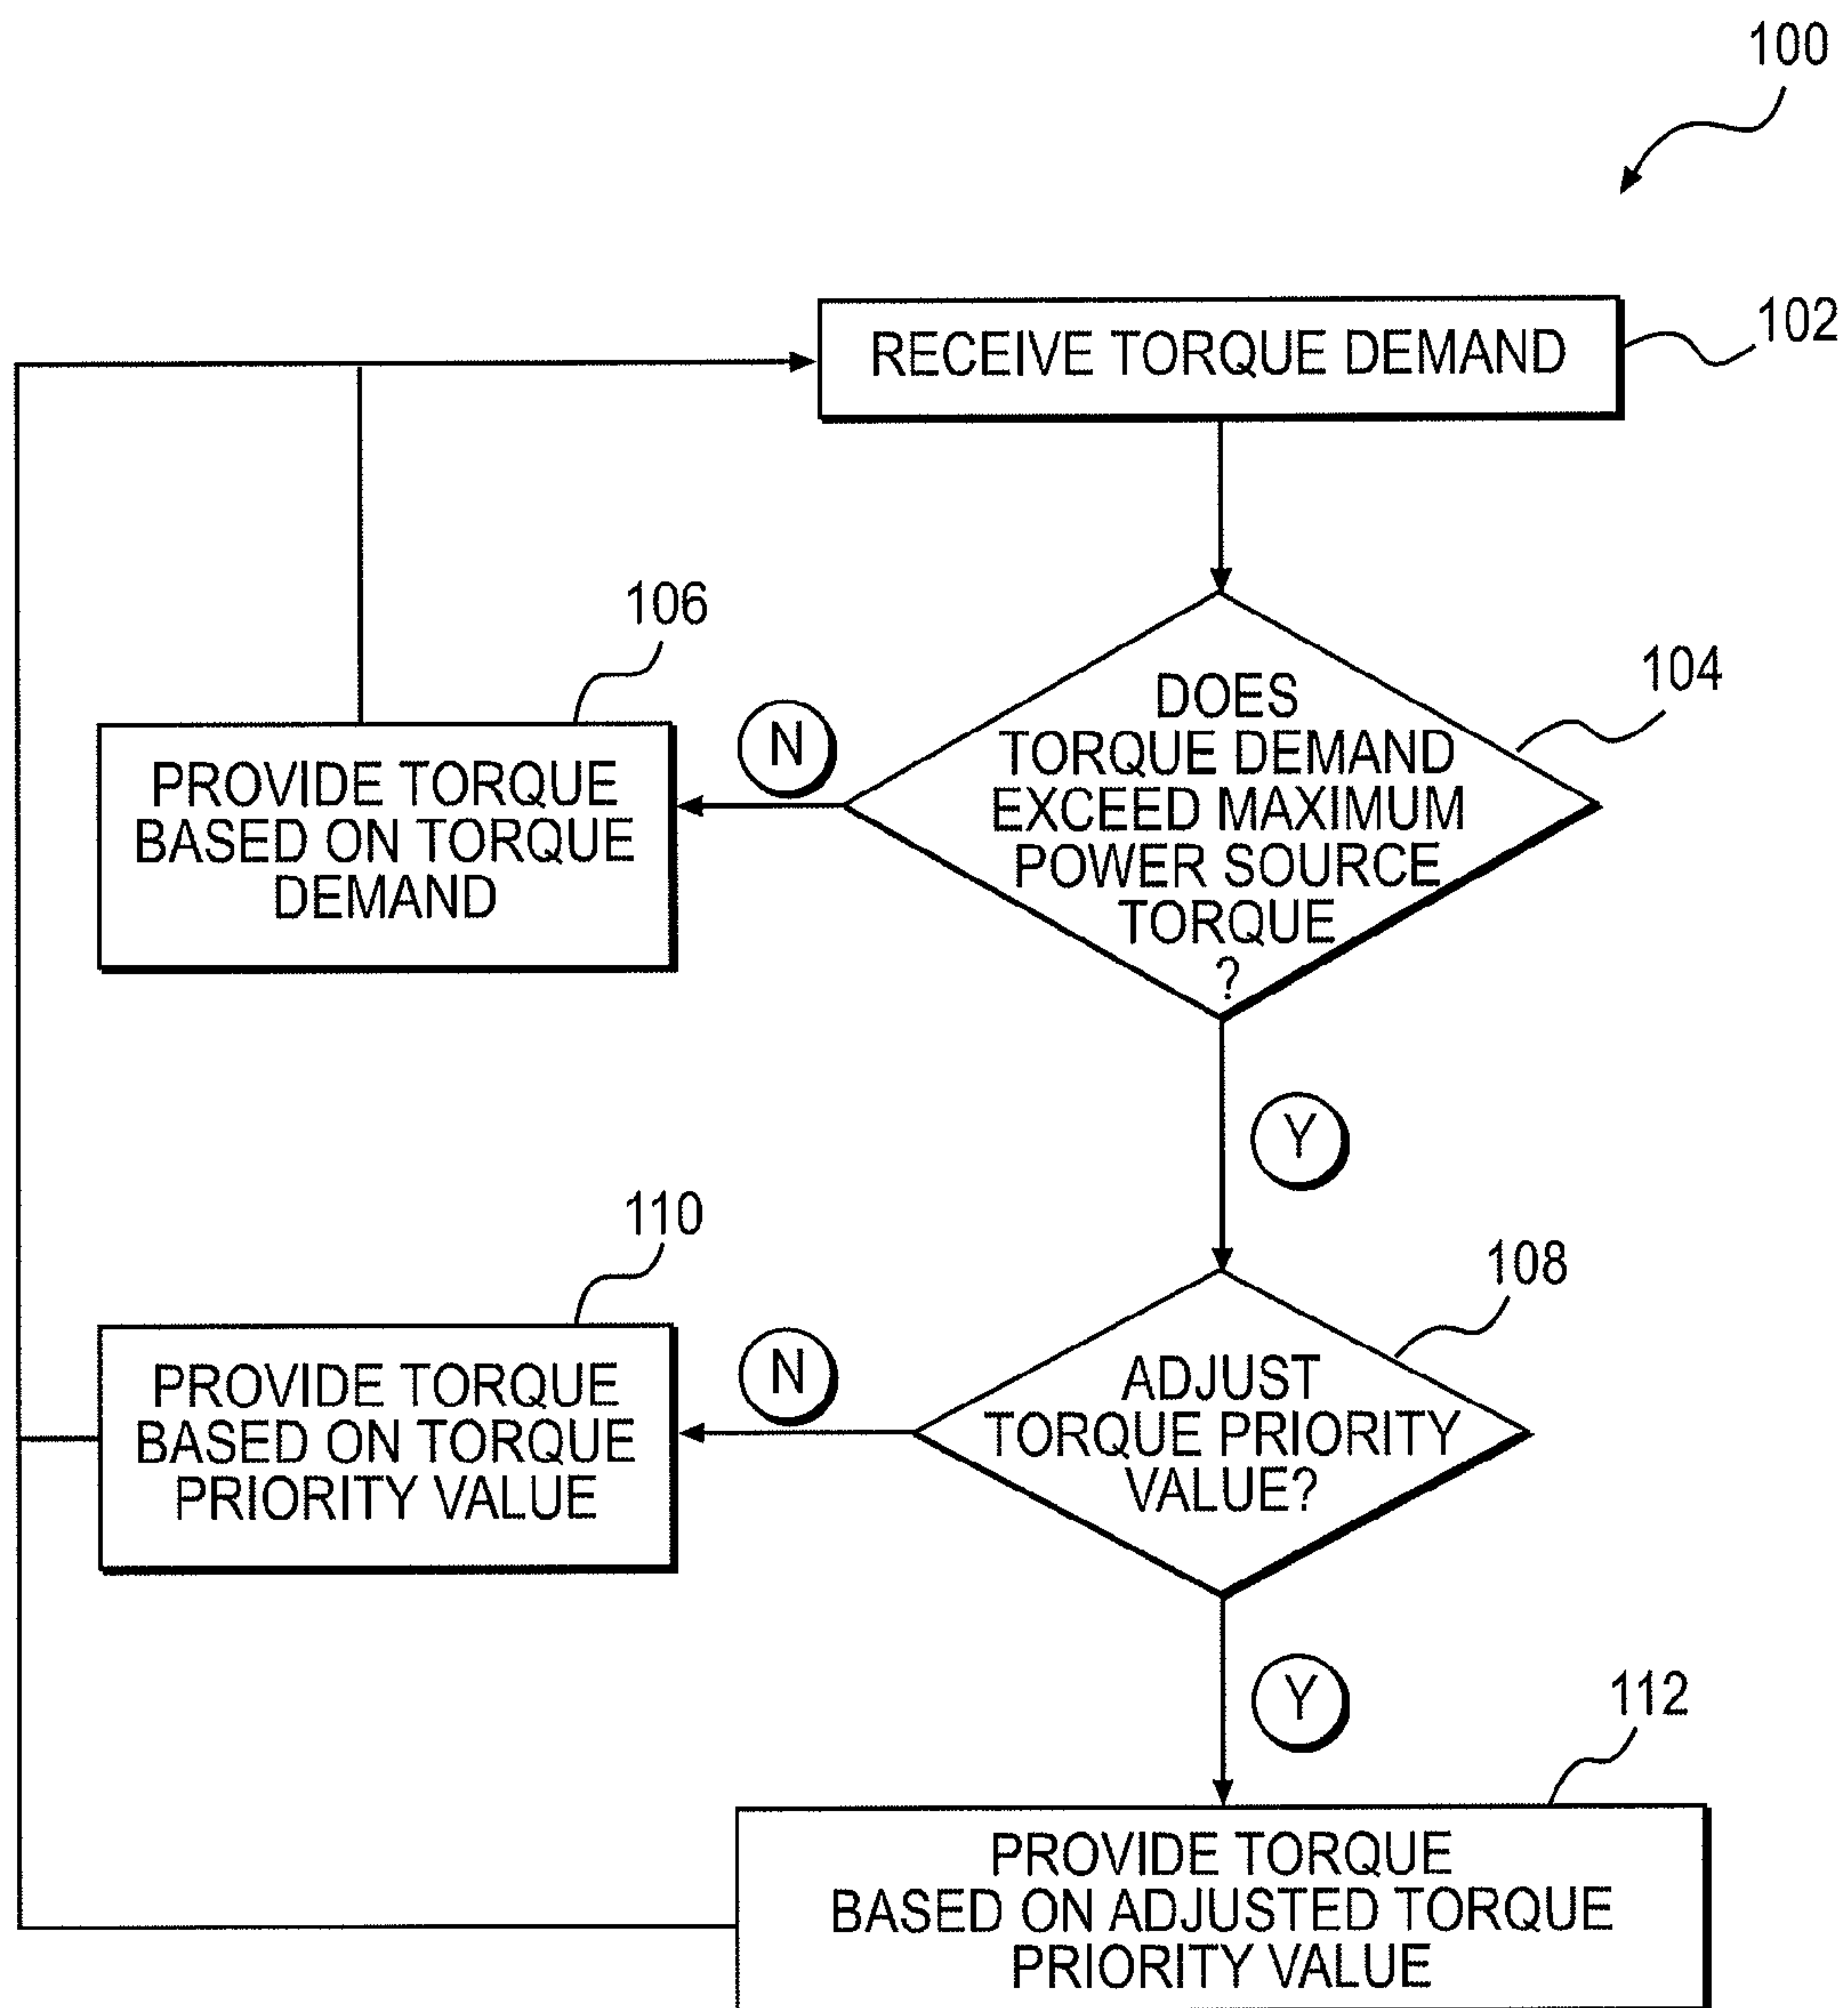 100
RECEIVE TORQUE DEMAND
102
DOES
TORQUE DEMAND
EXCEED MAXIMUM
POWER SOURCE
TORQUE
?
104
N
106
PROVIDE TORQUE
BASED ON TORQUE
DEMAND
Y
ADJUST
TORQUE PRIORITY
VALUE?
108
N
110
PROVIDE TORQUE
BASED ON TORQUE
PRIORITY VALUE
Y
112
PROVIDE TORQUE
BASED ON ADJUSTED TORQUE
PRIORITY VALUE